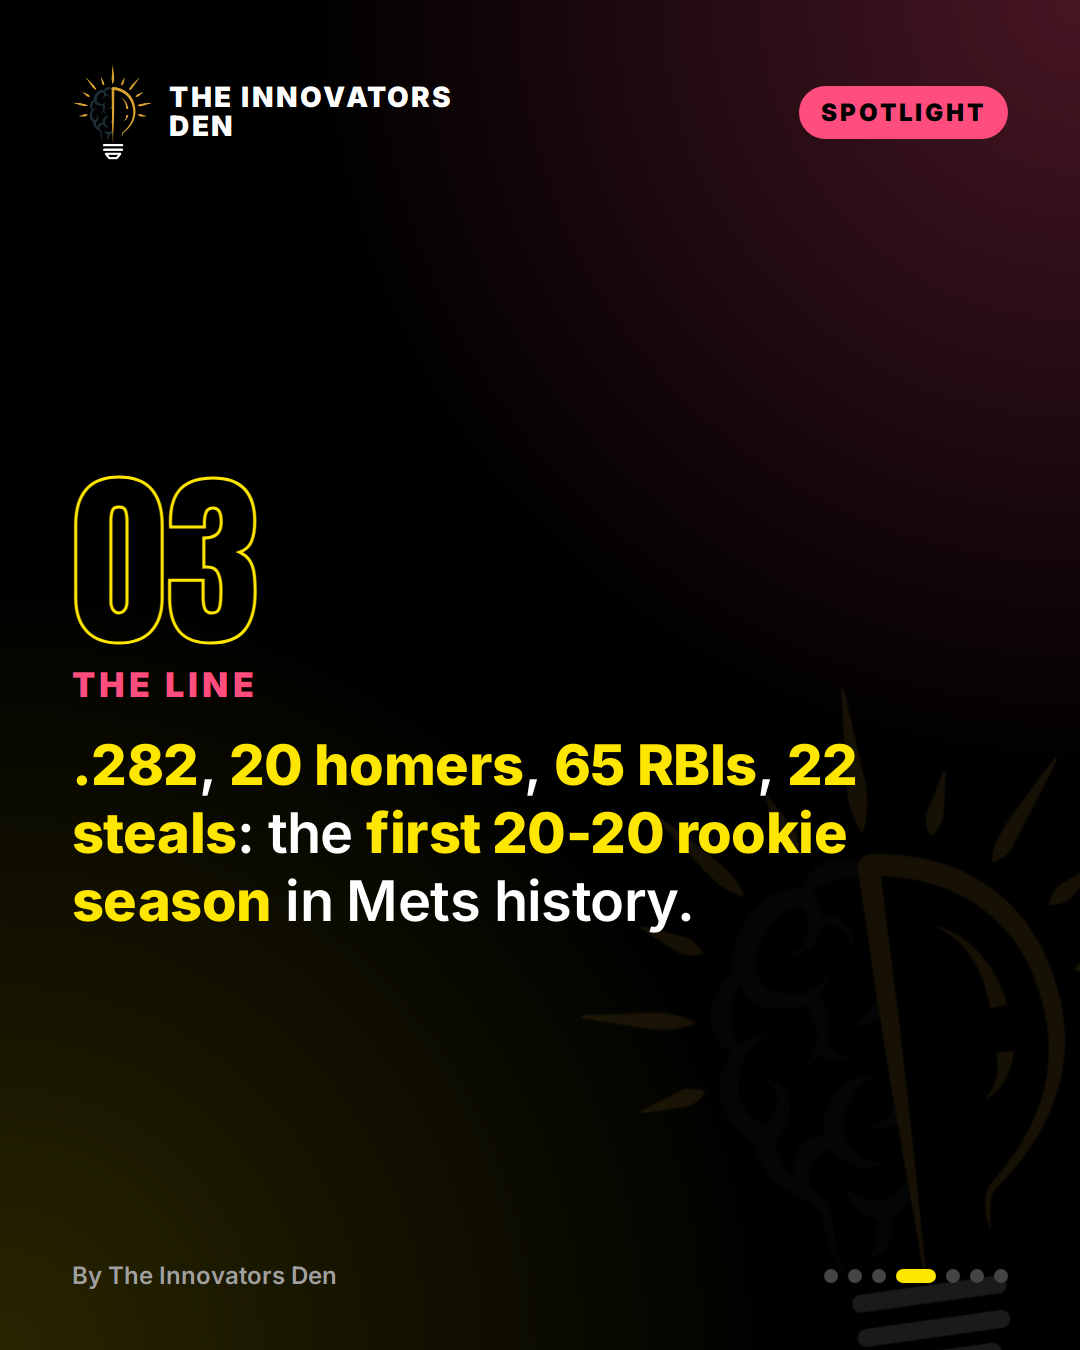 THE INNOVATORS
DEN
SPOTLIGHT
03
THE LINE
.282, 20 homers, 65 RBIs, 22
steals: the first 20-20 rookie
season in Mets history.
By The Innovators Den